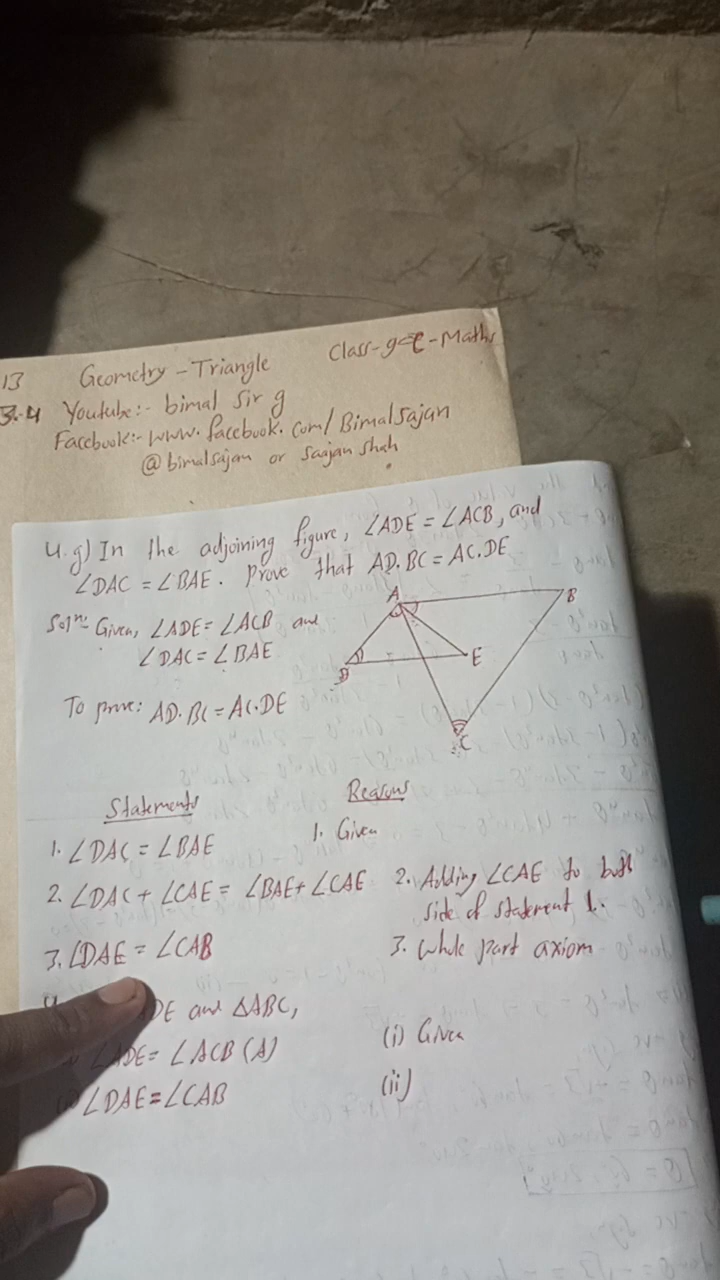 13 Geometry - Triangle Class-9 - Maths
3.4 Youtube:- bimal sir g
Facebook:- www.facebook.com/Bimalsajan
@bimalsajan or sanjan shah
4.g) In the adjoining figure, ∠ADE = ∠ACB, and
∠DAC = ∠BAE. Prove that AD.BC = AC.DE
Solⁿ:- Given, ∠ADE = ∠ACB and
∠DAC = ∠BAE
To prove: AD.BC = AC.DE
A
B
D
E
C
Statements Reasons
1. ∠DAC = ∠BAE 1. Given
2. ∠DAC + ∠CAE = ∠BAE + ∠CAE 2. Adding ∠CAE to both
side of statement 1.
3. ∠DAE = ∠CAB 3. Whole part axiom
DE and ΔABC,
∠ADE = ∠ACB (A) (i) Given
∠DAE = ∠CAB (ii)